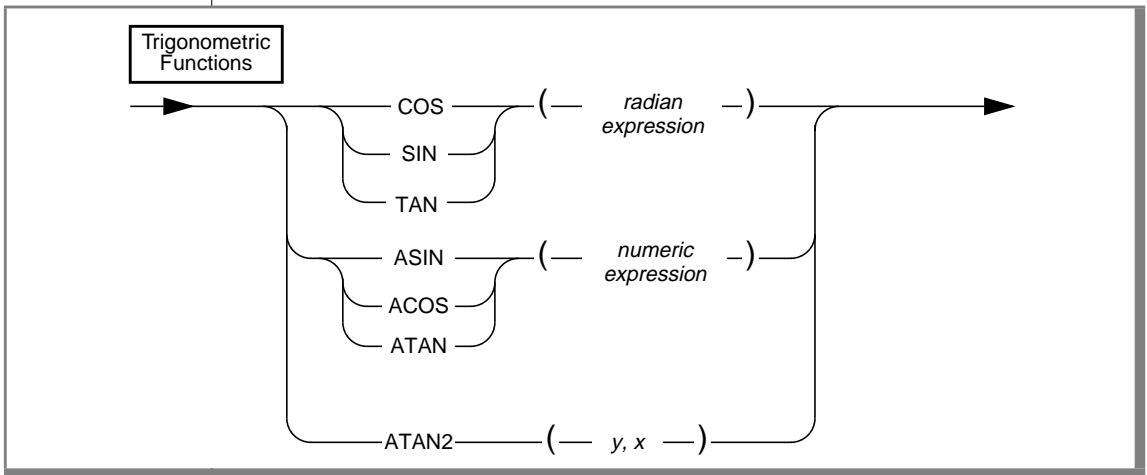 Trigonometric
Functions
COS ( radian expression )
SIN
TAN
ASIN ( numeric expression )
ACOS
ATAN
ATAN2 ( y, x )